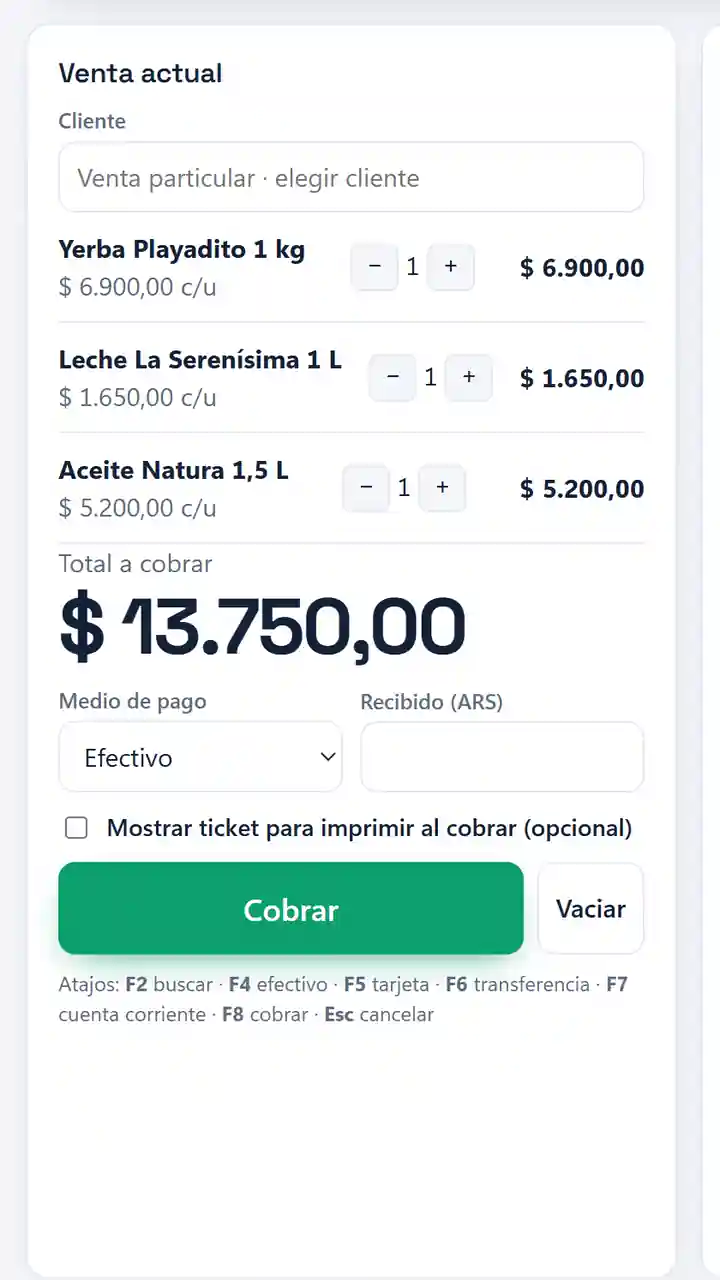 Venta actual
Cliente
Venta particular · elegir cliente
Yerba Playadito 1 kg
$ 6.900,00 c/u
− 1 +
$ 6.900,00
Leche La Serenísima 1 L
$ 1.650,00 c/u
− 1 +
$ 1.650,00
Aceite Natura 1,5 L
$ 5.200,00 c/u
− 1 +
$ 5.200,00
Total a cobrar
$ 13.750,00
Medio de pago
Recibido (ARS)
Efectivo
Mostrar ticket para imprimir al cobrar (opcional)
Cobrar
Vaciar
Atajos: F2 buscar · F4 efectivo · F5 tarjeta · F6 transferencia · F7
cuenta corriente · F8 cobrar · Esc cancelar